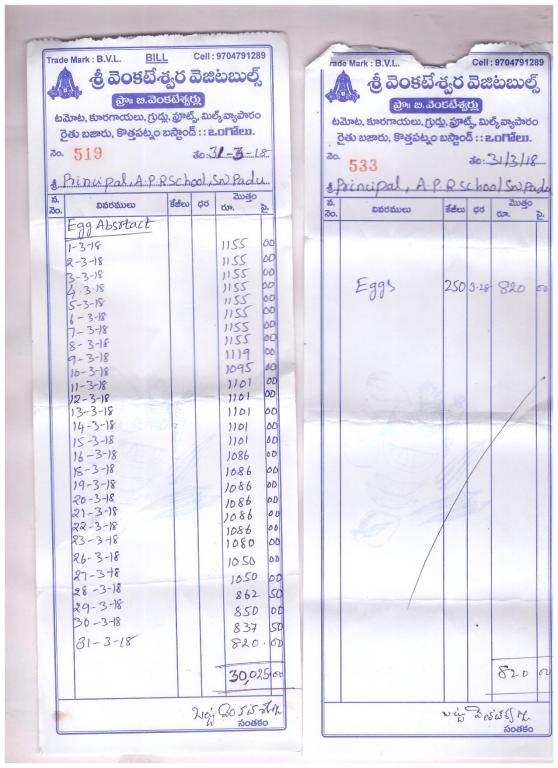 Trade Mark : B.V.L. BILL Cell : 9704791289
శ్రీ వెంకటేశ్వర వెజిటబుల్స్
ప్రొః బి.వెంకటేశ్వర్లు
టమోట, కూరగాయలు, గ్రుడ్లు, ఫ్రూట్స్, మిల్క్ వ్యాపారం
రైతు బజారు, కొత్తపట్నం బస్టాండ్ :: ఒంగోలు.
నెం. 519 తేది: 31-3-18
శ్రీ Principal, A.P.R School, SN Padu
వ. నెం. వివరములు కేజీలు ధర మొత్తం రూ. పై.
Egg Abstract
1-3-18 1155 00
2-3-18 1155 00
3-3-18 1155 00
4-3-18 1155 00
5-3-18 1155 00
6-3-18 1155 00
7-3-18 1155 00
8-3-18 1155 00
9-3-18 1119 00
10-3-18 1095 00
11-3-18 1101 00
12-3-18 1101 00
13-3-18 1101 00
14-3-18 1101 00
15-3-18 1101 00
16-3-18 1086 00
18-3-18 1086 00
19-3-18 1086 00
20-3-18 1086 00
21-3-18 1086 00
22-3-18 1086 00
23-3-18 1080 00
26-3-18 1050 00
27-3-18 1050 00
28-3-18 862 50
29-3-18 850 00
30-3-18 837 50
31-3-18 820.00
30,025.00
సంతకం
rade Mark : B.V.L. Cell : 9704791289
శ్రీ వెంకటేశ్వర వెజిటబుల్స్
ప్రొః బి.వెంకటేశ్వర్లు
టమోట, కూరగాయలు, గ్రుడ్లు, ఫ్రూట్స్, మిల్క్ వ్యాపారం
రైతు బజారు, కొత్తపట్నం బస్టాండ్ :: ఒంగోలు.
నెం. 533 తేది: 31/3/18
శ్రీ Principal, A.P.R School SN Padu
వ. నెం. వివరములు కేజీలు ధర మొత్తం రూ. పై.
Eggs 250 3.28 820 00
820 00
సంతకం